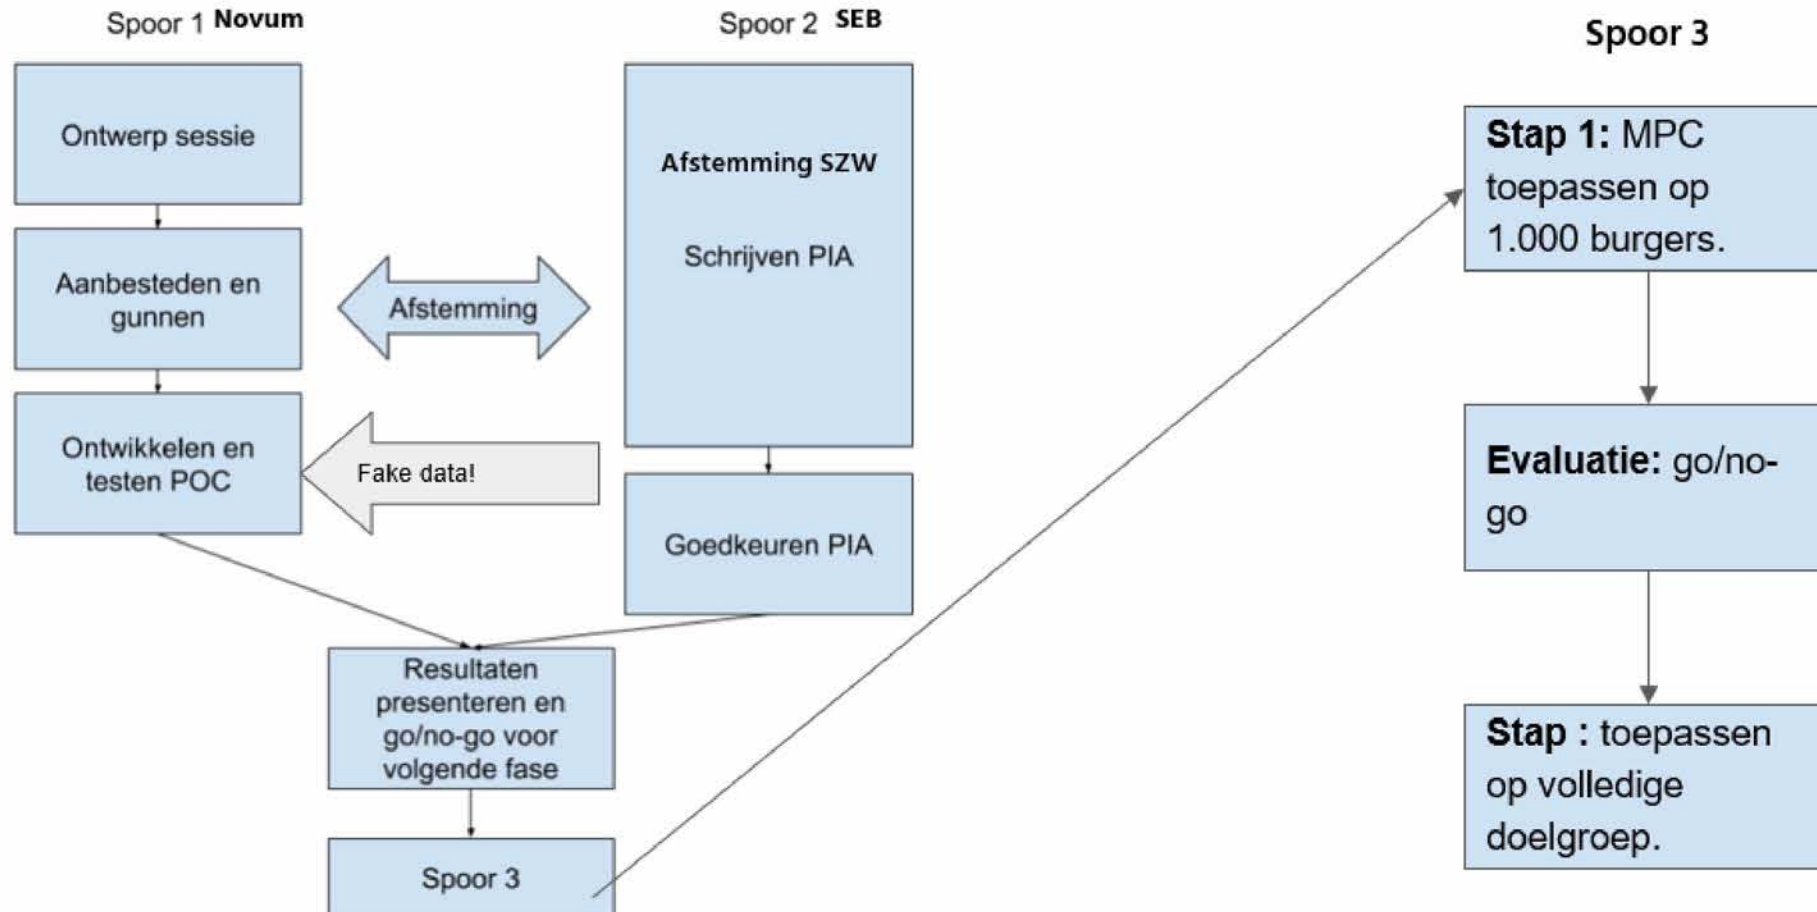 Spoor 1 Novum
Ontwerp sessie
Aanbesteden en
gunnen
Ontwikkelen en
testen POC
Afstemming
Fake data!
Spoor 2 SEB
Afstemming SZW
Schrijven PIA
Goedkeuren PIA
Resultaten
presenteren en
go/no-go voor
volgende fase
Spoor 3
Spoor 3
Stap 1: MPC
toepassen op
1.000 burgers.
Evaluatie: go/no-
go
Stap : toepassen
op volledige
doelgroep.